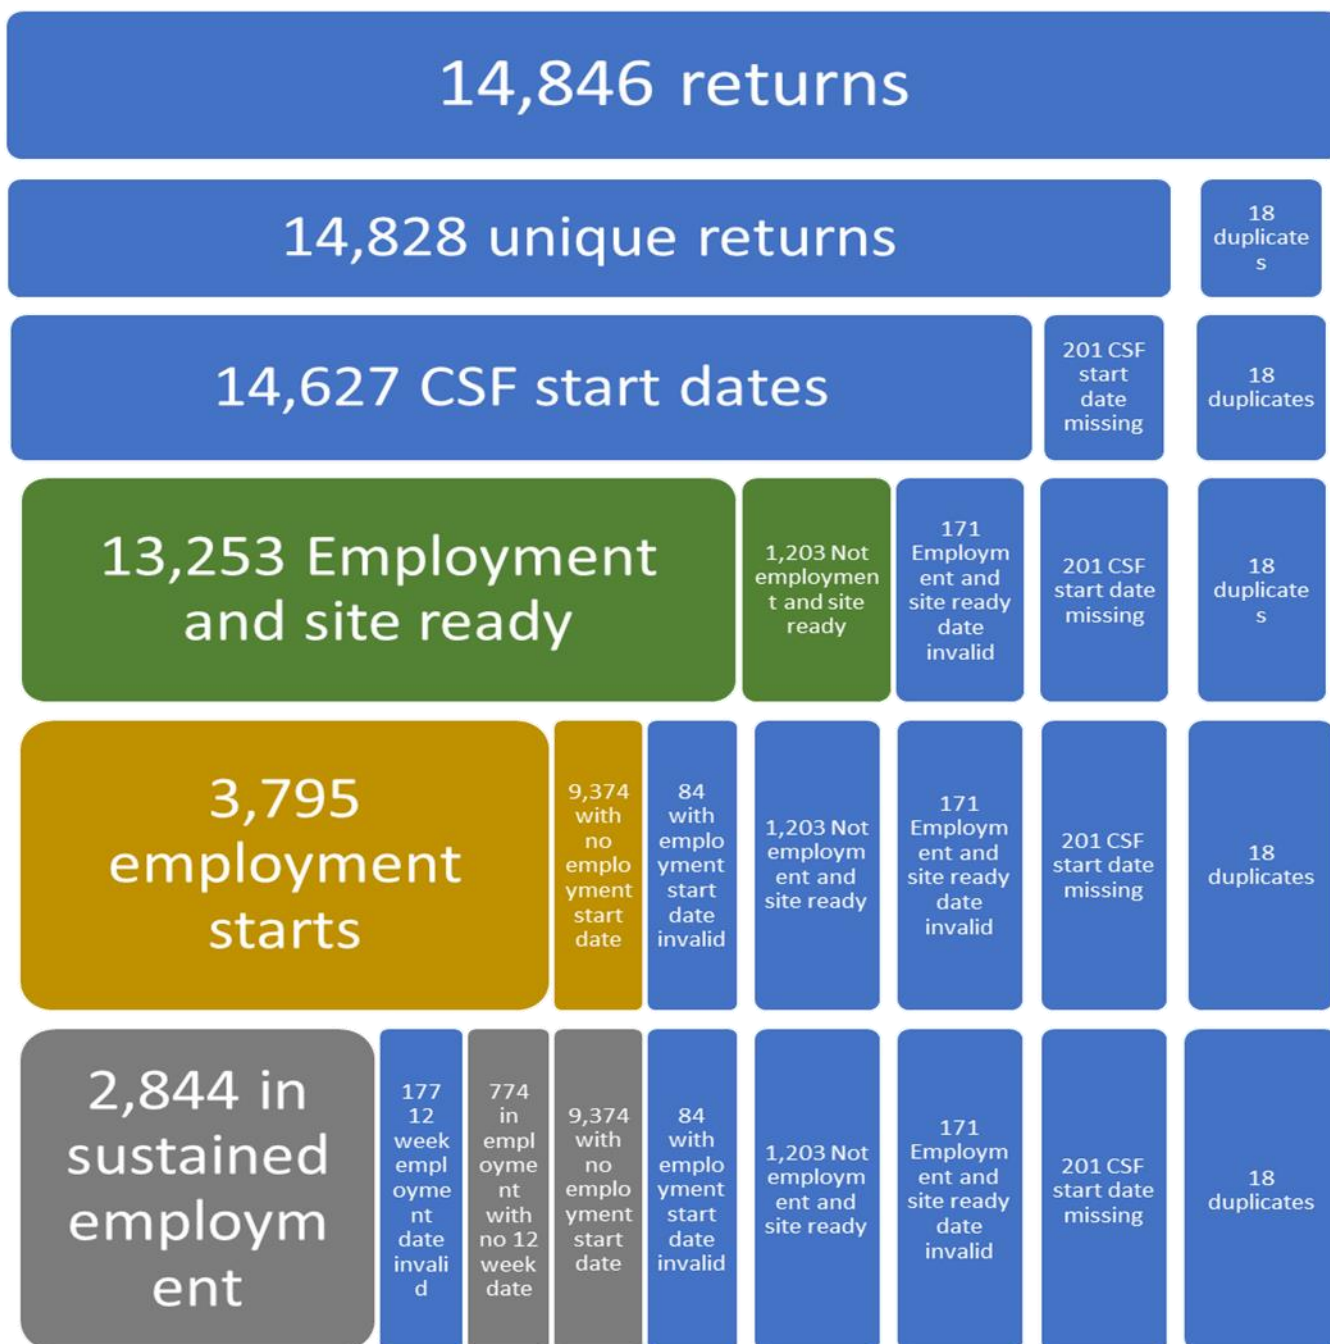 14,846 returns
14,828 unique returns
18
duplicate
s
14,627 CSF start dates
201 CSF
start
date
missing
18
duplicates
13,253 Employment
and site ready
1,203 Not
employmen
t and site
ready
171
Employm
ent and
site ready
date
invalid
201 CSF
start date
missing
18
duplicate
s
3,795
employment
starts
9,374
with
no
emplo
yment
start
date
84
with
emplo
yment
start
date
invalid
1,203 Not
employm
ent and
site ready
171
Employm
ent and
site ready
date
invalid
201 CSF
start date
missing
18
duplicates
2,844 in
sustained
employm
ent
177
12
week
empl
oyme
nt
date
invali
d
774
in
empl
oyme
nt
with
no 12
week
date
9,374
with
no
emplo
yment
start
date
84
with
emplo
yment
start
date
invalid
1,203 Not
employm
ent and
site ready
171
Employm
ent and
site ready
date
invalid
201 CSF
start date
missing
18
duplicates